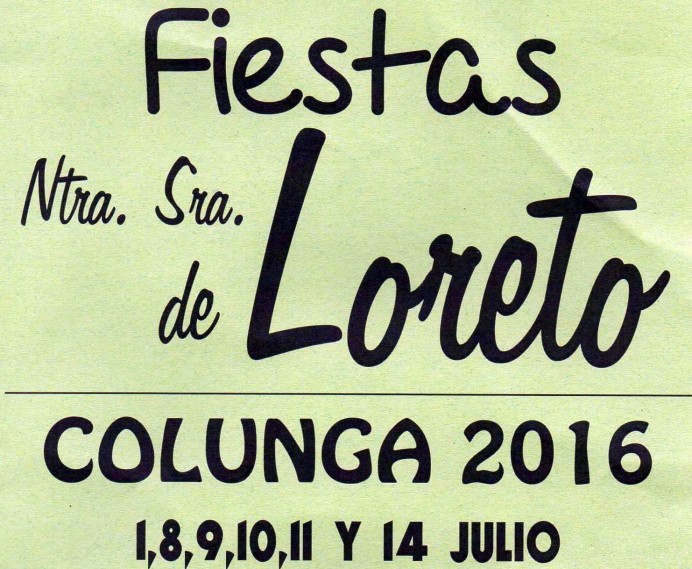 Fiestas
Ntra. Sra.
de Loreto
COLUNGA 2016
1,8,9,10,11 Y 14 JULIO